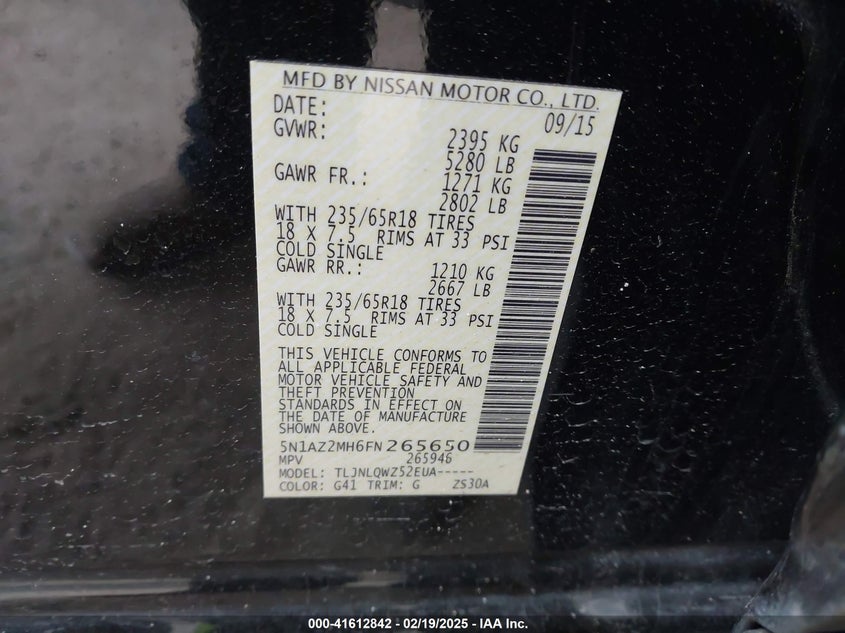 MFD BY NISSAN MOTOR CO., LTD.
DATE: 09/15
GVWR: 2395 KG
5280 LB
GAWR FR.: 1271 KG
2802 LB
WITH 235/65R18 TIRES
18 X 7.5 RIMS AT 33 PSI
COLD SINGLE
GAWR RR.: 1210 KG
2667 LB
WITH 235/65R18 TIRES
18 X 7.5 RIMS AT 33 PSI
COLD SINGLE
THIS VEHICLE CONFORMS TO
ALL APPLICABLE FEDERAL
MOTOR VEHICLE SAFETY AND
THEFT PREVENTION
STANDARDS IN EFFECT ON
THE DATE OF MANUFACTURE
SHOWN ABOVE.
5N1AZ2MH6FN265650
MPV 265946
MODEL: TLJNLQWZ52EUA-----
COLOR: G41 TRIM: G ZS30A
000-41612842 - 02/19/2025 - IAA Inc.